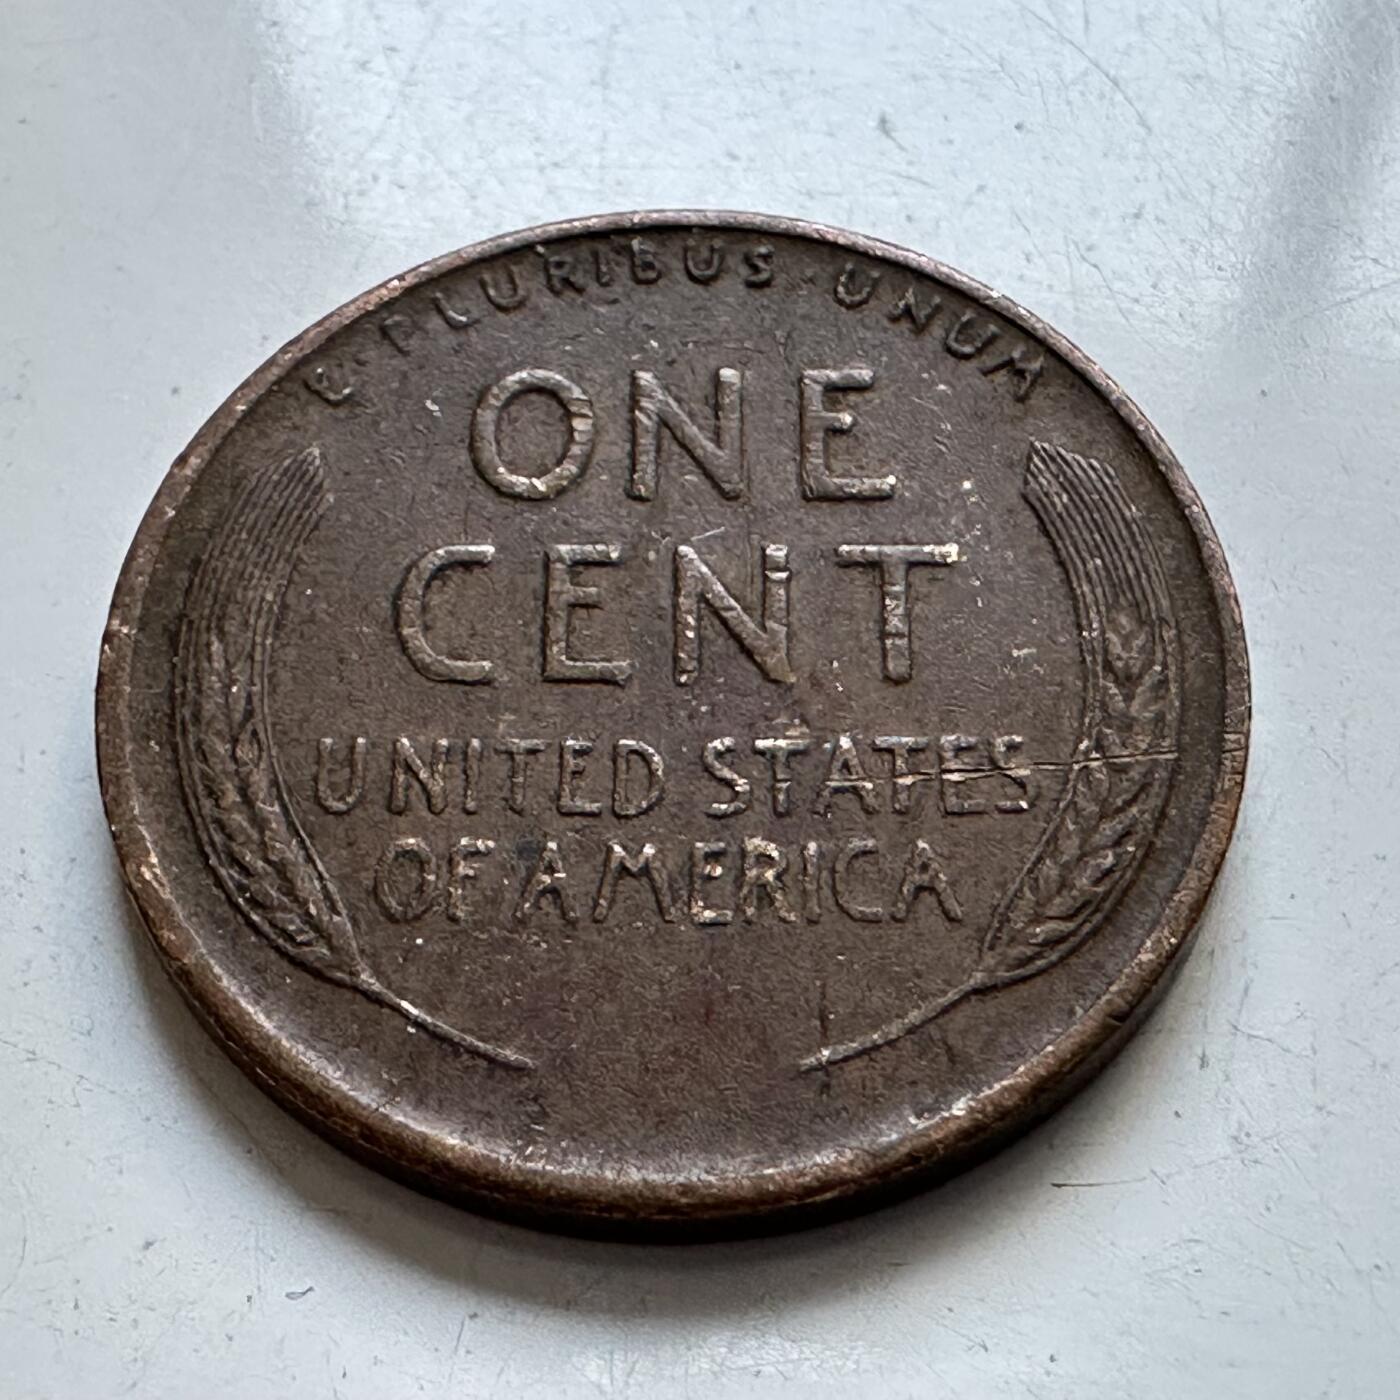 E·PLURIBUS·UNUM
ONE
CENT
UNITED STATES
OF AMERICA